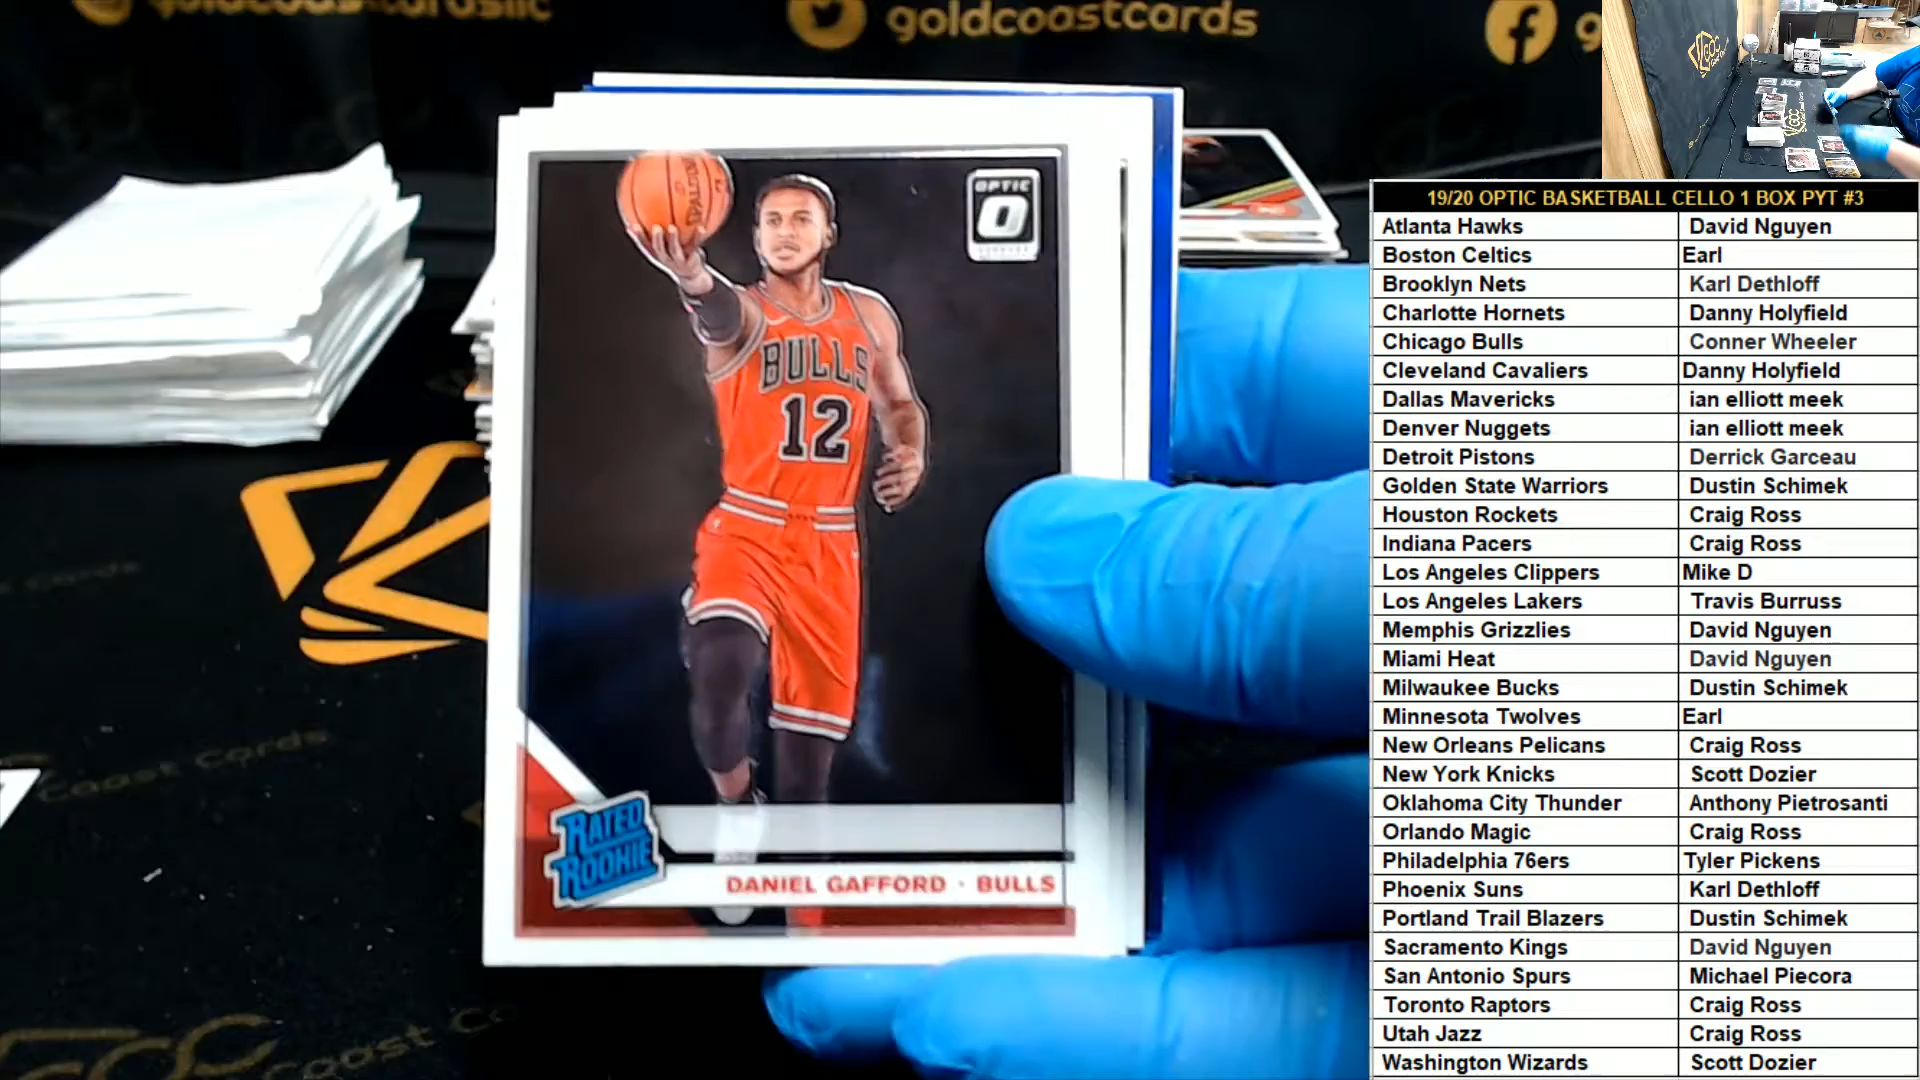 goldcoastcards
OPTIC
SPALDING
BULLS
12
RATED
ROOKIE
DANIEL GAFFORD · BULLS
Coast Cards
GCC
19/20 OPTIC BASKETBALL CELLO 1 BOX PYT #3
Atlanta Hawks David Nguyen
Boston Celtics Earl
Brooklyn Nets Karl Dethloff
Charlotte Hornets Danny Holyfield
Chicago Bulls Conner Wheeler
Cleveland Cavaliers Danny Holyfield
Dallas Mavericks ian elliott meek
Denver Nuggets ian elliott meek
Detroit Pistons Derrick Garceau
Golden State Warriors Dustin Schimek
Houston Rockets Craig Ross
Indiana Pacers Craig Ross
Los Angeles Clippers Mike D
Los Angeles Lakers Travis Burruss
Memphis Grizzlies David Nguyen
Miami Heat David Nguyen
Milwaukee Bucks Dustin Schimek
Minnesota Twolves Earl
New Orleans Pelicans Craig Ross
New York Knicks Scott Dozier
Oklahoma City Thunder Anthony Pietrosanti
Orlando Magic Craig Ross
Philadelphia 76ers Tyler Pickens
Phoenix Suns Karl Dethloff
Portland Trail Blazers Dustin Schimek
Sacramento Kings David Nguyen
San Antonio Spurs Michael Piecora
Toronto Raptors Craig Ross
Utah Jazz Craig Ross
Washington Wizards Scott Dozier